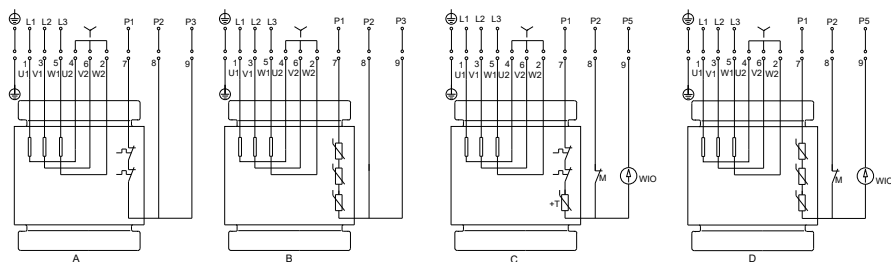 L1 L2 L3 P1 P2 P3
1 3 5 4 6 2 7 8 9
U1 V1 W1 U2 V2 W2
A
L1 L2 L3 P1 P2 P3
1 3 5 4 6 2 7 8 9
U1 V1 W1 U2 V2 W2
B
L1 L2 L3 P1 P2 P5
1 3 5 4 6 2 7 8 9
U1 V1 W1 U2 V2 W2
M WIO
+T
C
L1 L2 L3 P1 P2 P5
1 3 5 4 6 2 7 8 9
U1 V1 W1 U2 V2 W2
M WIO
D